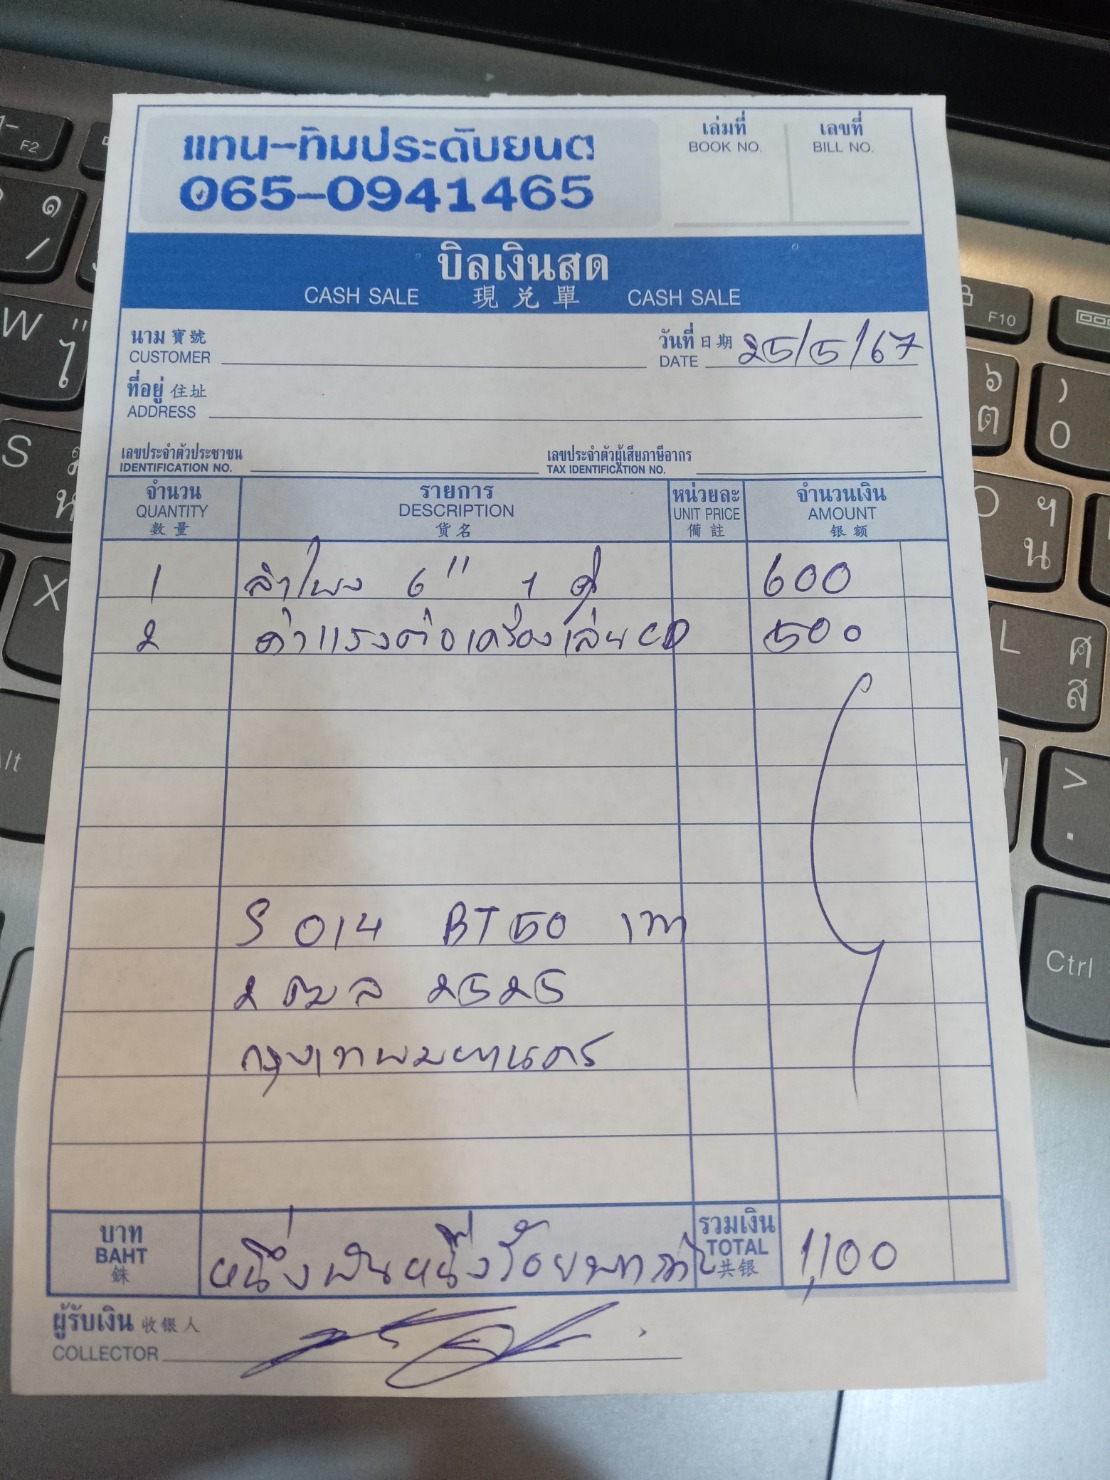 แทน-ทิมประดับยนต์
065-0941465
เล่มที่
BOOK NO.
เลขที่
BILL NO.
บิลเงินสด
CASH SALE 現兌單 CASH SALE
นาม 寶號
CUSTOMER
วันที่ 日期
DATE 25/5/67
ที่อยู่ 住址
ADDRESS
เลขประจำตัวประชาชน
IDENTIFICATION NO.
เลขประจำตัวผู้เสียภาษีอากร
TAX IDENTIFICATION NO.
จำนวน
QUANTITY
數量
รายการ
DESCRIPTION
貨名
หน่วยละ
UNIT PRICE
備註
จำนวนเงิน
AMOUNT
银额
1 ลำโพง 6" 1 คู่ 600
2 ค่าแรงต่อเครื่องเล่น CD 500
S 014 BT50 เทา
2 ฒล 2525
กรุงเทพมหานคร
บาท
BAHT
銖
หนึ่งพันหนึ่งร้อยบาทถ้วน
รวมเงิน
TOTAL
共银
1,100
ผู้รับเงิน 收银人
COLLECTOR